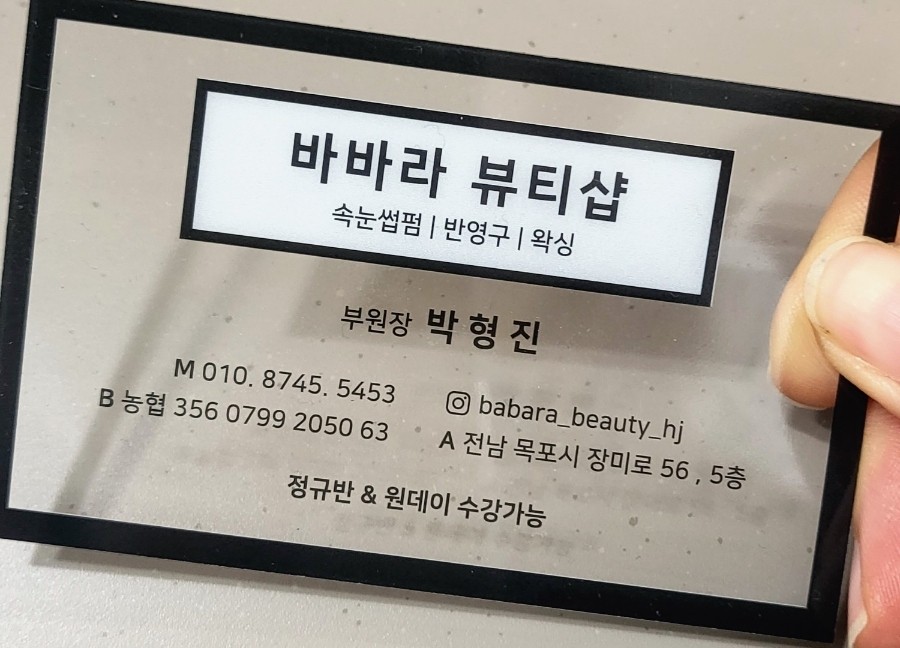 바바라 뷰티샵
속눈썹펌 | 반영구 | 왁싱
부원장 박형진
M 010. 8745. 5453
B 농협 356 0799 2050 63
babara_beauty_hj
A 전남 목포시 장미로 56 , 5층
정규반 & 원데이 수강가능